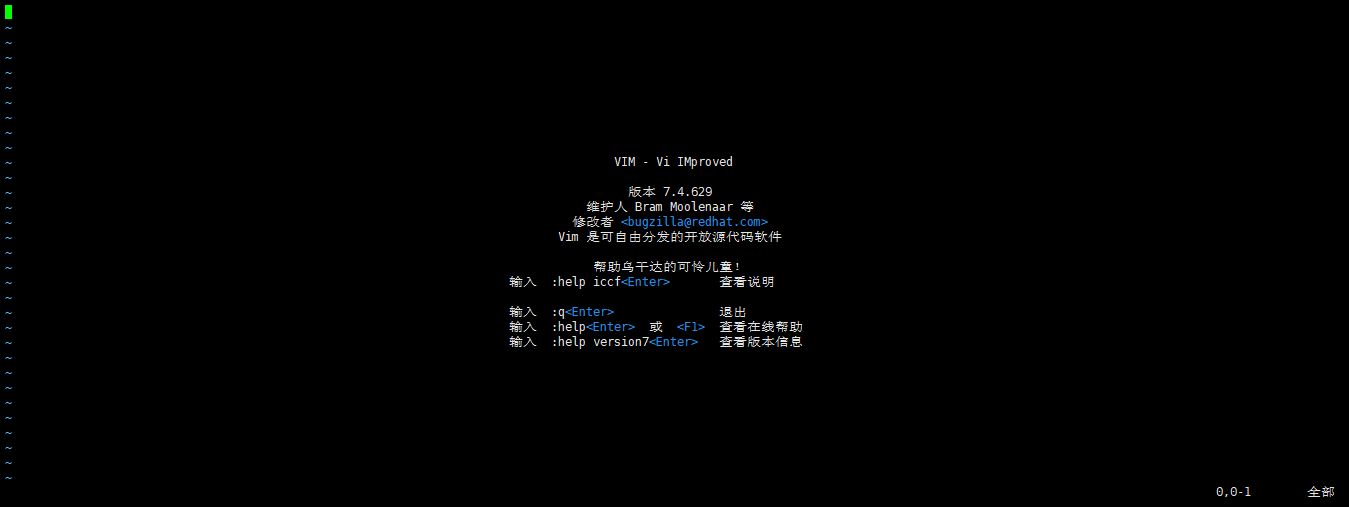 ~
~
~
~
~
~
~
~
~
~ VIM - Vi IMproved
~
~ 版本 7.4.629
~ 维护人 Bram Moolenaar 等
~ 修改者 <bugzilla@redhat.com>
~ Vim 是可自由分发的开放源代码软件
~
~ 帮助乌干达的可怜儿童!
~ 输入 :help iccf<Enter> 查看说明
~
~ 输入 :q<Enter> 退出
~ 输入 :help<Enter> 或 <F1> 查看在线帮助
~ 输入 :help version7<Enter> 查看版本信息
~
~
~
~
~
~
~
~
~
0,0-1 全部